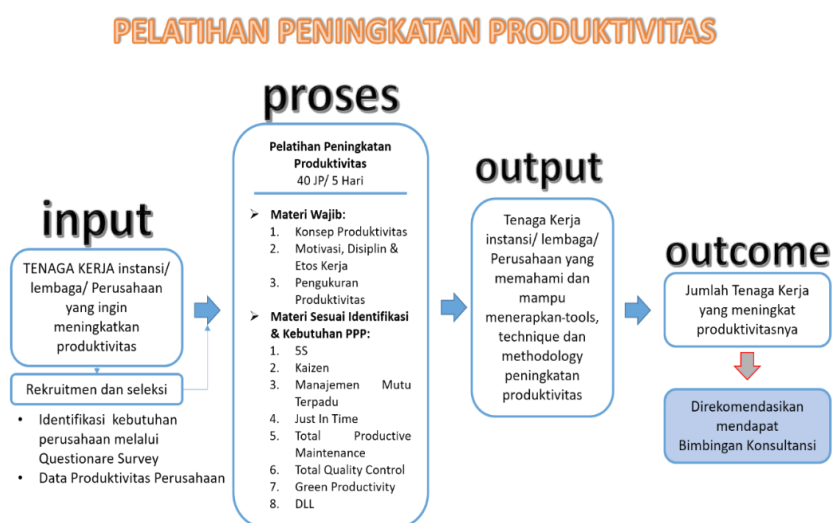 PELATIHAN PENINGKATAN PRODUKTIVITAS
input
TENAGA KERJA instansi/
lembaga/ Perusahaan
yang ingin
meningkatkan
produktivitas
Rekruitmen dan seleksi
• Identifikasi kebutuhan
perusahaan melalui
Questionare Survey
• Data Produktivitas Perusahaan
proses
Pelatihan Peningkatan
Produktivitas
40 JP/ 5 Hari
➢ Materi Wajib:
1. Konsep Produktivitas
2. Motivasi, Disiplin &
Etos Kerja
3. Pengukuran
Produktivitas
➢ Materi Sesuai Identifikasi
& Kebutuhan PPP:
1. 5S
2. Kaizen
3. Manajemen Mutu
Terpadu
4. Just In Time
5. Total Productive
Maintenance
6. Total Quality Control
7. Green Productivity
8. DLL
output
Tenaga Kerja
instansi/ lembaga/
Perusahaan yang
memahami dan
mampu
menerapkan-tools,
technique dan
methodology
peningkatan
produktivitas
outcome
Jumlah Tenaga Kerja
yang meningkat
produktivitasnya
Direkomendasikan
mendapat
Bimbingan Konsultansi